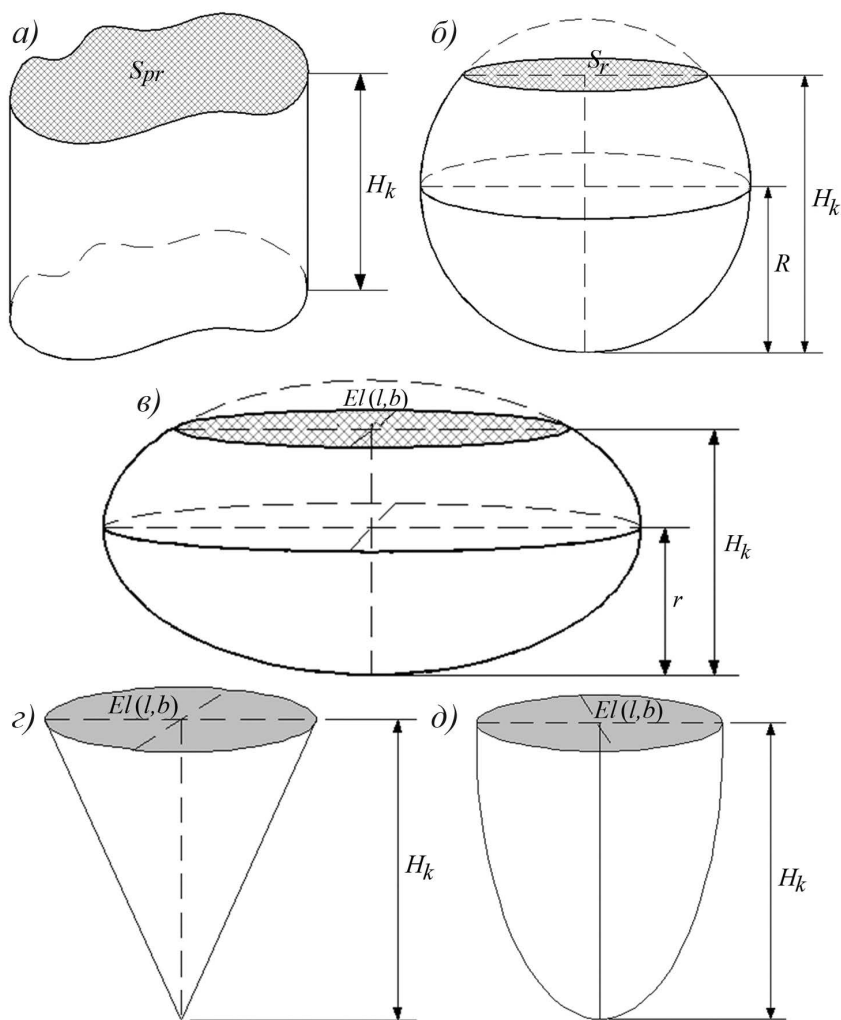 а)
S_pr
H_k
б)
S_r
H_k
R
в)
El (l,b)
H_k
r
г)
El (l,b)
H_k
д)
El (l,b)
H_k